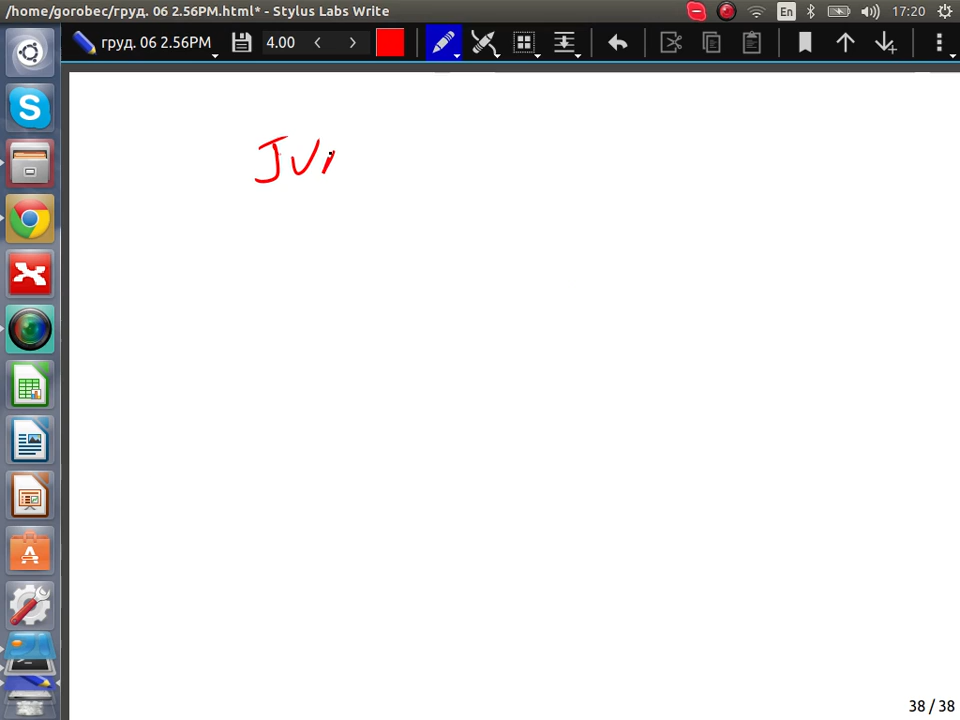 /home/gorobec/груд. 06 2.56PM.html* - Stylus Labs Write
En
17:20
груд. 06 2.56PM
4.00
JV
38 / 38